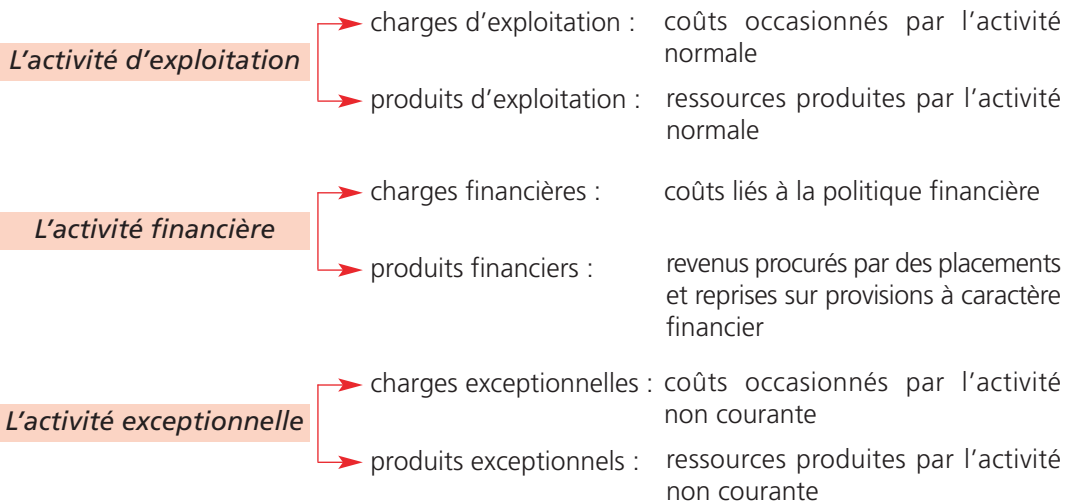 L’activité d’exploitation
charges d’exploitation : coûts occasionnés par l’activité
normale
produits d’exploitation : ressources produites par l’activité
normale
L’activité financière
charges financières : coûts liés à la politique financière
produits financiers : revenus procurés par des placements
et reprises sur provisions à caractère
financier
L’activité exceptionnelle
charges exceptionnelles : coûts occasionnés par l’activité
non courante
produits exceptionnels : ressources produites par l’activité
non courante